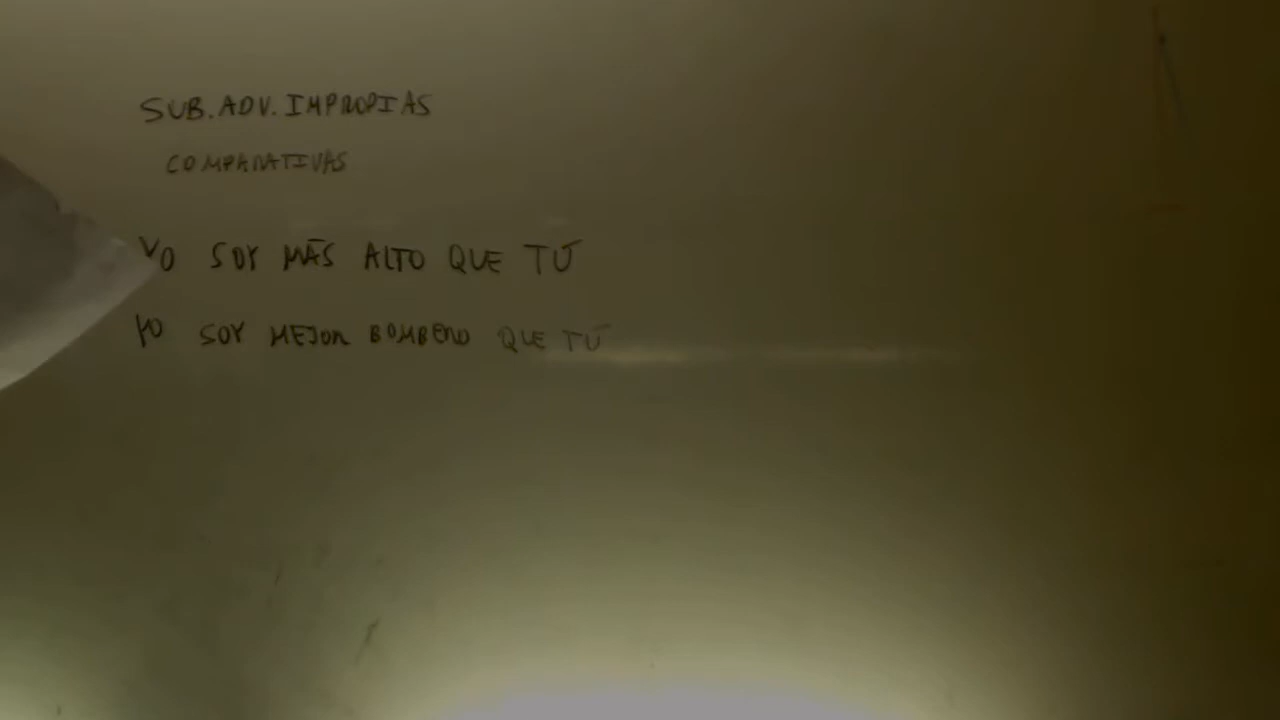 SUB. ADV. IMPROPIAS
COMPARATIVAS
YO SOY MÁS ALTO QUE TÚ
YO SOY MEJOR BOMBERO QUE TÚ